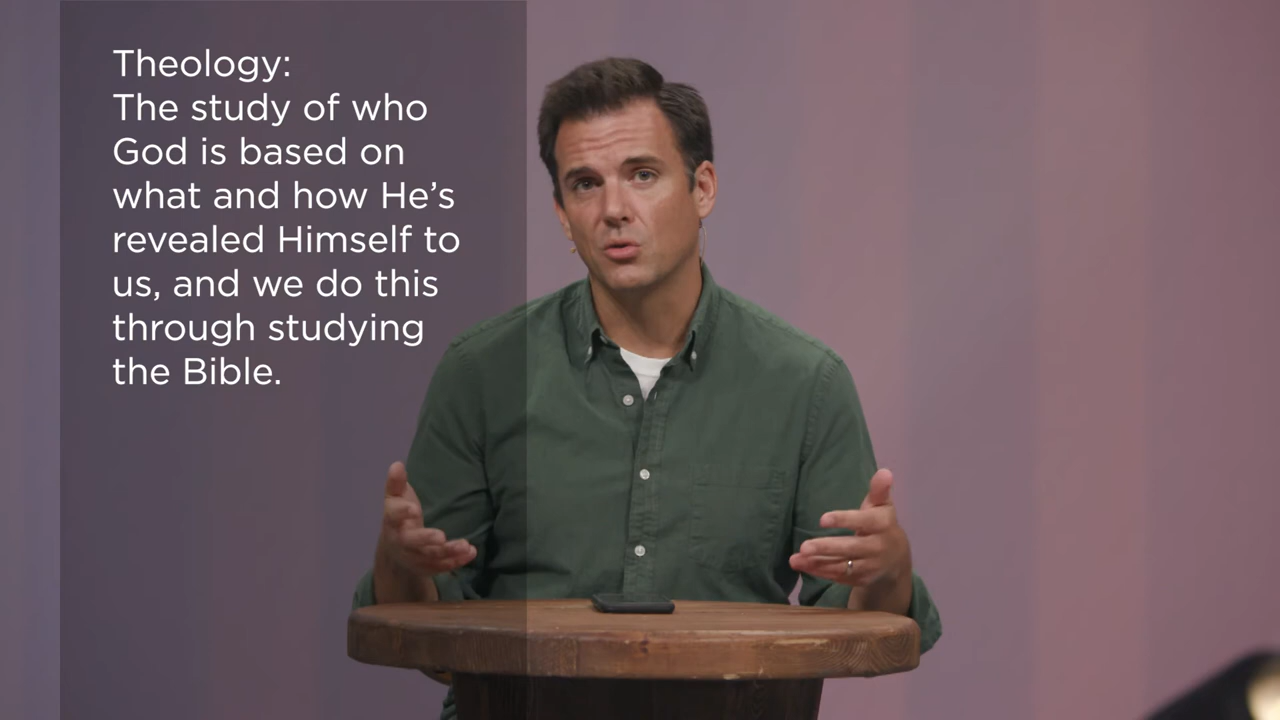 Theology:
The study of who
God is based on
what and how He’s
revealed Himself to
us, and we do this
through studying
the Bible.